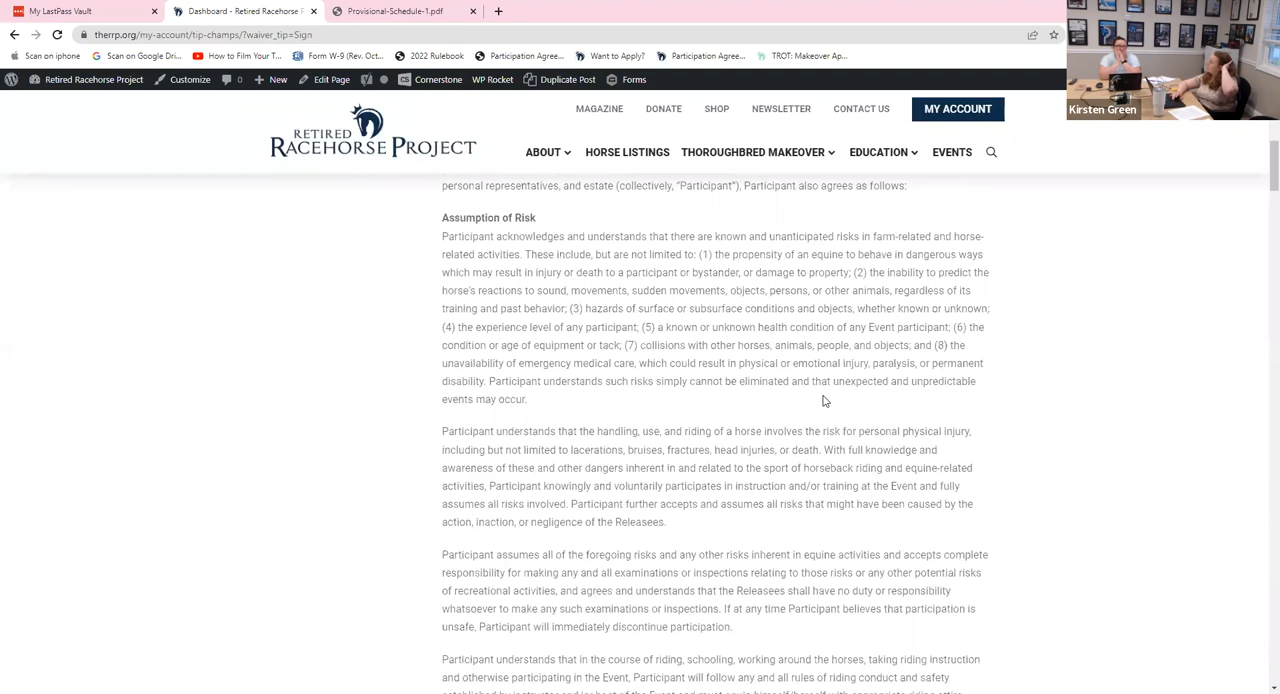 My LastPass Vault
Dashboard - Retired Racehorse P
Provisional-Schedule-1.pdf
therrp.org/my-account/tip-champs/?waiver_tip=Sign
Scan on iphone
Scan on Google Dri...
How to Film Your T...
Form W-9 (Rev. Oct...
2022 Rulebook
Participation Agree...
Want to Apply?
Participation Agree...
TROT: Makeover Ap...
Retired Racehorse Project
Customize
0
New
Edit Page
Cornerstone
WP Rocket
Duplicate Post
Forms
Kirsten Green
RETIRED
RACEHORSE PROJECT
MAGAZINE
DONATE
SHOP
NEWSLETTER
CONTACT US
MY ACCOUNT
ABOUT
HORSE LISTINGS
THOROUGHBRED MAKEOVER
EDUCATION
EVENTS
personal representatives, and estate (collectively, “Participant”), Participant also agrees as follows:
Assumption of Risk
Participant acknowledges and understands that there are known and unanticipated risks in farm-related and horse-
related activities. These include, but are not limited to: (1) the propensity of an equine to behave in dangerous ways
which may result in injury or death to a participant or bystander, or damage to property; (2) the inability to predict the
horse's reactions to sound, movements, sudden movements, objects, persons, or other animals, regardless of its
training and past behavior; (3) hazards of surface or subsurface conditions and objects, whether known or unknown;
(4) the experience level of any participant; (5) a known or unknown health condition of any Event participant; (6) the
condition or age of equipment or tack; (7) collisions with other horses, animals, people, and objects; and (8) the
unavailability of emergency medical care, which could result in physical or emotional injury, paralysis, or permanent
disability. Participant understands such risks simply cannot be eliminated and that unexpected and unpredictable
events may occur.
Participant understands that the handling, use, and riding of a horse involves the risk for personal physical injury,
including but not limited to lacerations, bruises, fractures, head injuries, or death. With full knowledge and
awareness of these and other dangers inherent in and related to the sport of horseback riding and equine-related
activities, Participant knowingly and voluntarily participates in instruction and/or training at the Event and fully
assumes all risks involved. Participant further accepts and assumes all risks that might have been caused by the
action, inaction, or negligence of the Releasees.
Participant assumes all of the foregoing risks and any other risks inherent in equine activities and accepts complete
responsibility for making any and all examinations or inspections relating to those risks or any other potential risks
of recreational activities, and agrees and understands that the Releasees shall have no duty or responsibility
whatsoever to make any such examinations or inspections. If at any time Participant believes that participation is
unsafe, Participant will immediately discontinue participation.
Participant understands that in the course of riding, schooling, working around the horses, taking riding instruction
and otherwise participating in the Event, Participant will follow any and all rules of riding conduct and safety